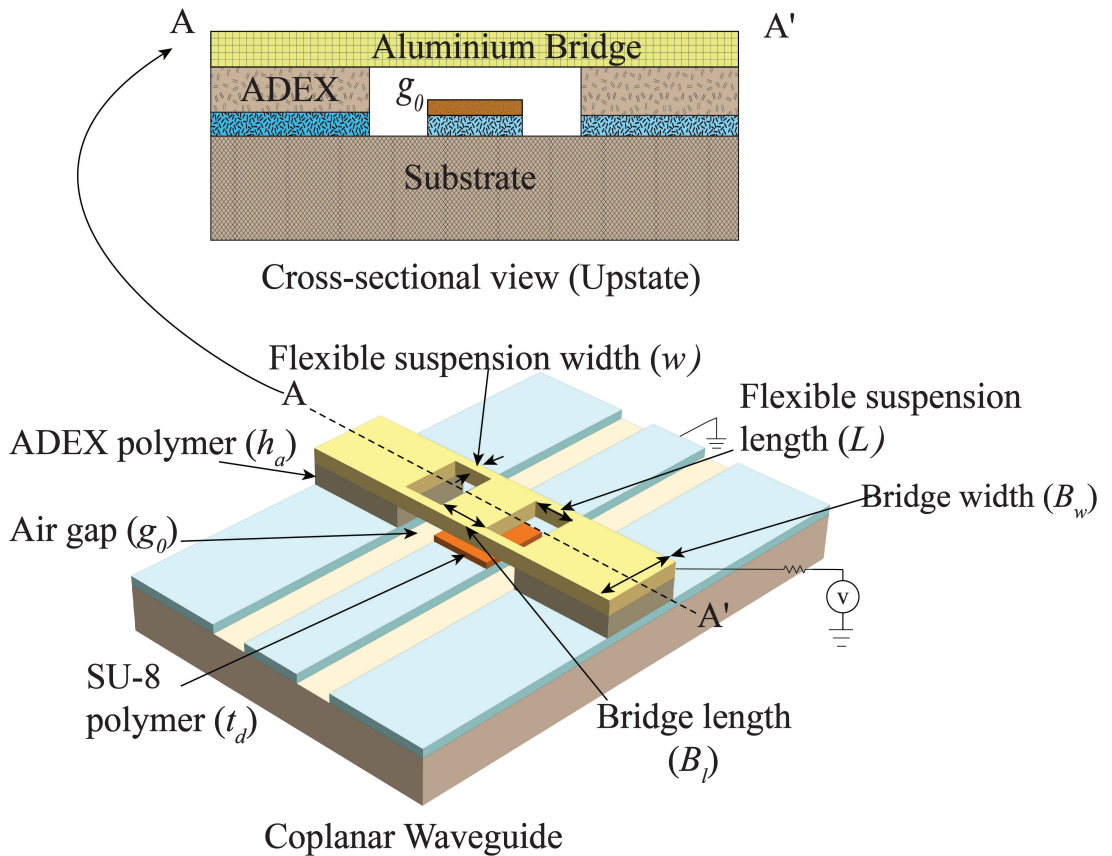 A
A'
Aluminium Bridge
ADEX
g0
Substrate
Cross-sectional view (Upstate)
Flexible suspension width (w)
A
Flexible suspension
length (L)
ADEX polymer (ha)
Bridge width (Bw)
Air gap (g0)
V
A'
SU-8
polymer (td)
Bridge length
(Bl)
Coplanar Waveguide